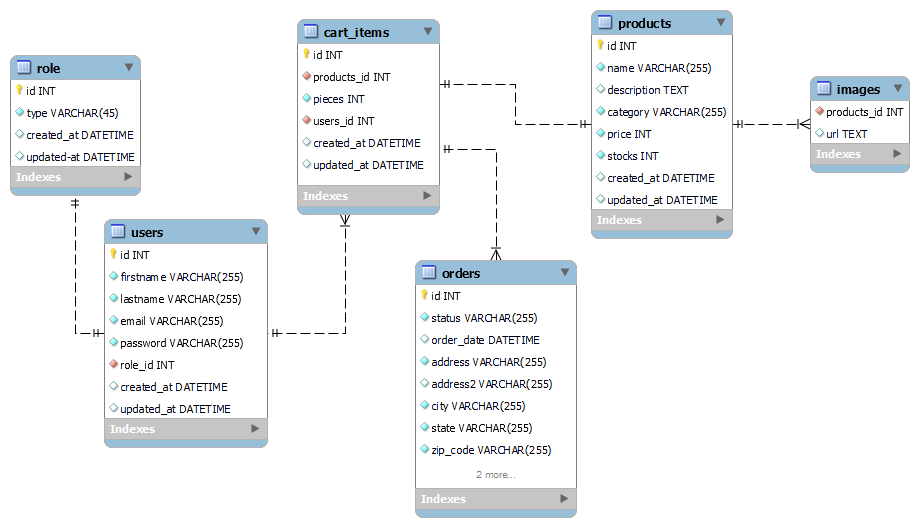 role
id INT
type VARCHAR(45)
created_at DATETIME
updated-at DATETIME
Indexes
users
id INT
firstname VARCHAR(255)
lastname VARCHAR(255)
email VARCHAR(255)
password VARCHAR(255)
role_id INT
created_at DATETIME
updated_at DATETIME
Indexes
cart_items
id INT
products_id INT
pieces INT
users_id INT
created_at DATETIME
updated_at DATETIME
Indexes
orders
id INT
status VARCHAR(255)
order_date DATETIME
address VARCHAR(255)
address2 VARCHAR(255)
city VARCHAR(255)
state VARCHAR(255)
zip_code VARCHAR(255)
2 more...
Indexes
products
id INT
name VARCHAR(255)
description TEXT
category VARCHAR(255)
price INT
stocks INT
created_at DATETIME
updated_at DATETIME
Indexes
images
products_id INT
url TEXT
Indexes